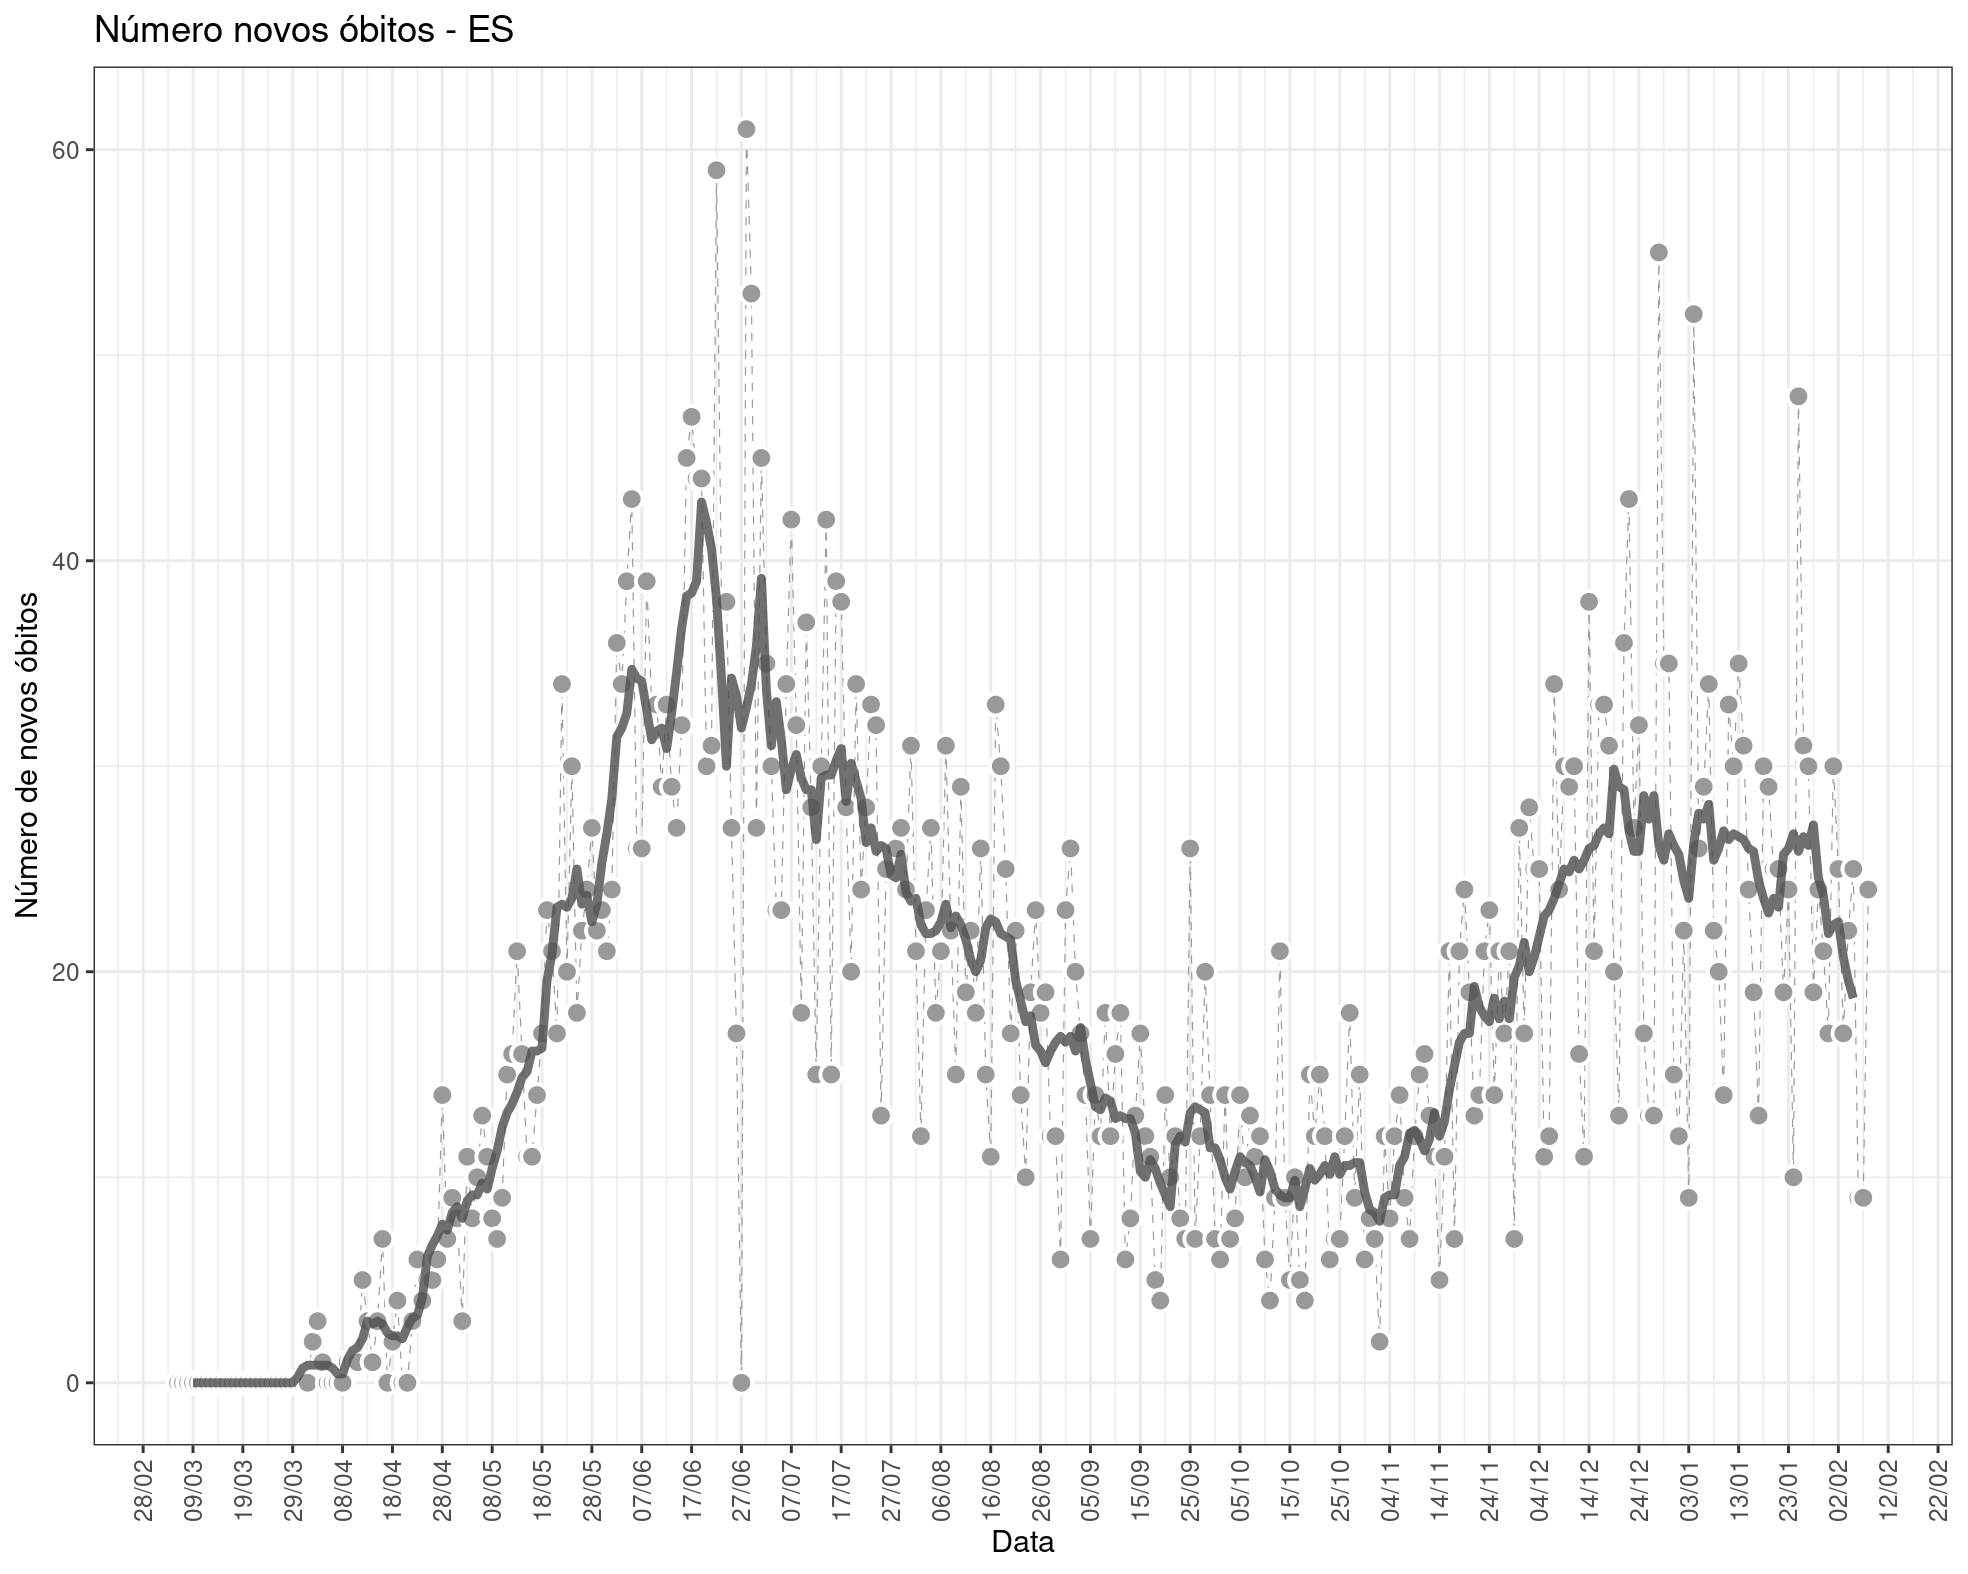 Número novos óbitos - ES
Número de novos óbitos
60
40
20
0
28/02 09/03 19/03 29/03 08/04 18/04 28/04 08/05 18/05 28/05 07/06 17/06 27/06 07/07 17/07 27/07 06/08 16/08 26/08 05/09 15/09 25/09 05/10 15/10 25/10 04/11 14/11 24/11 04/12 14/12 24/12 03/01 13/01 23/01 02/02 12/02 22/02
Data